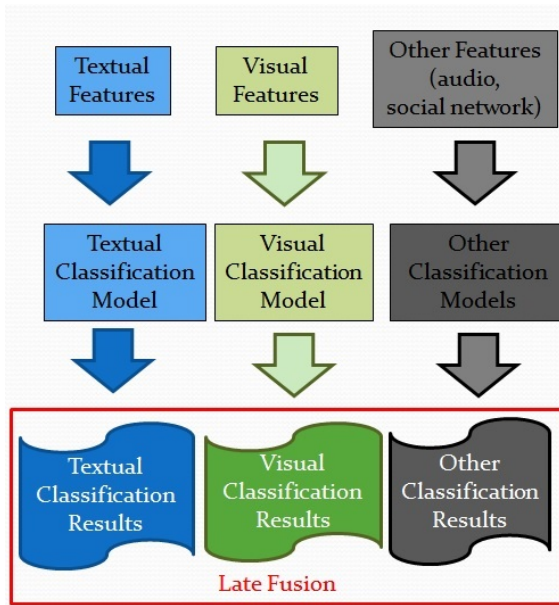 Textual
Features
Visual
Features
Other Features
(audio,
social network)
Textual
Classification
Model
Visual
Classification
Model
Other
Classification
Models
Textual
Classification
Results
Visual
Classification
Results
Other
Classification
Results
Late Fusion